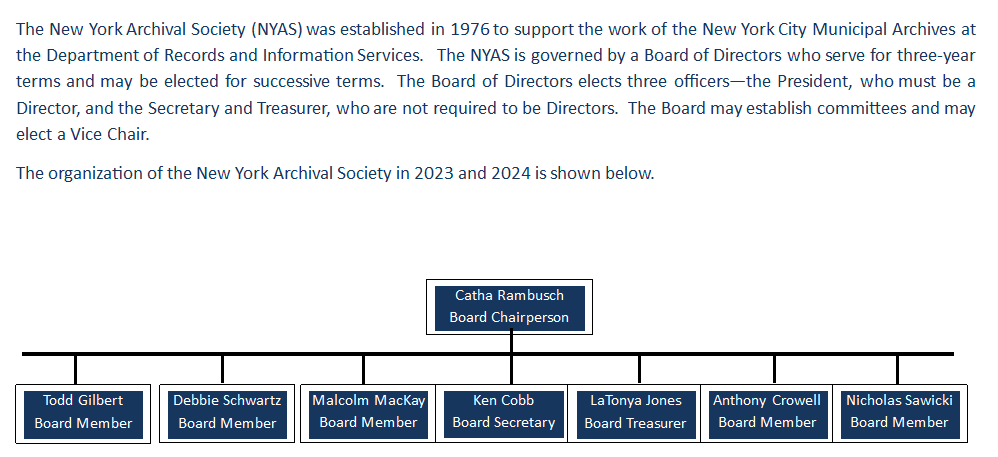 The New York Archival Society (NYAS) was established in 1976 to support the work of the New York City Municipal Archives at
the Department of Records and Information Services. The NYAS is governed by a Board of Directors who serve for three-year
terms and may be elected for successive terms. The Board of Directors elects three officers—the President, who must be a
Director, and the Secretary and Treasurer, who are not required to be Directors. The Board may establish committees and may
elect a Vice Chair.
The organization of the New York Archival Society in 2023 and 2024 is shown below.
Catha Rambusch
Board Chairperson
Todd Gilbert
Board Member
Debbie Schwartz
Board Member
Malcolm MacKay
Board Member
Ken Cobb
Board Secretary
LaTonya Jones
Board Treasurer
Anthony Crowell
Board Member
Nicholas Sawicki
Board Member